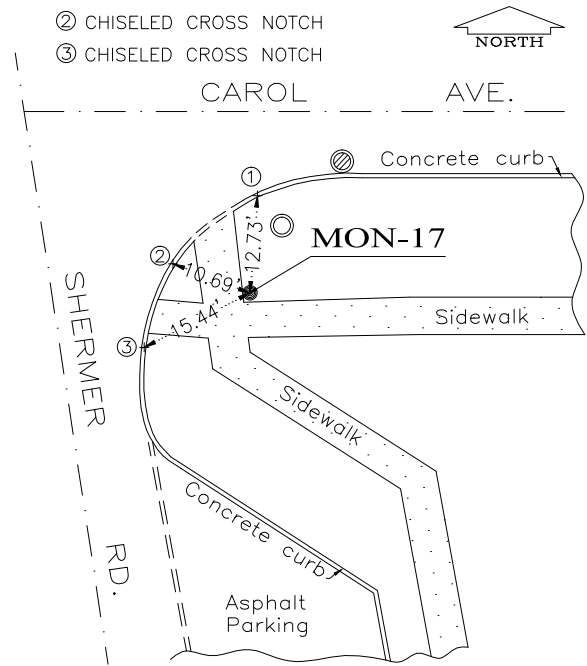 ② CHISELED CROSS NOTCH
③ CHISELED CROSS NOTCH
NORTH
CAROL AVE.
Concrete curb
①
12.73'
MON-17
②
10.69'
15.44'
③
Sidewalk
SHERMER RD.
Sidewalk
Concrete curb
Asphalt
Parking